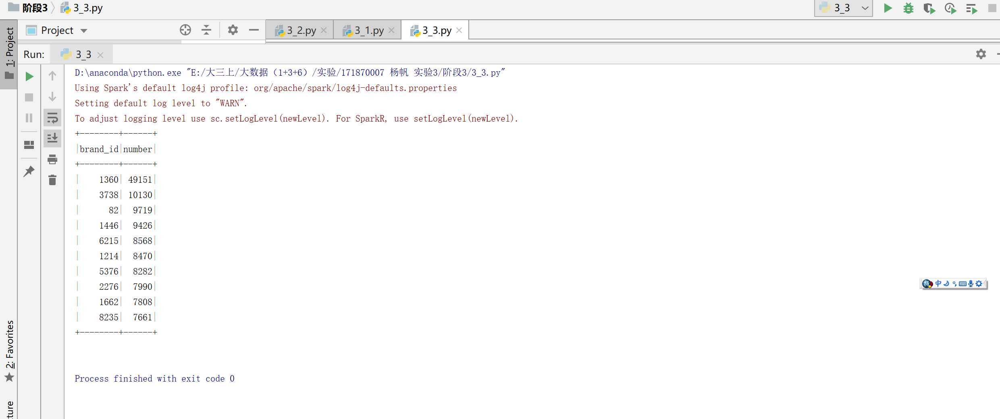 阶段3 3_3.py 3_3
Project 3_2.py 3_1.py 3_3.py
1: Project
Run: 3_3
D:\anaconda\python.exe "E:/大三上/大数据（1+3+6）/实验/171870007 杨帆 实验3/阶段3/3_3.py"
Using Spark's default log4j profile: org/apache/spark/log4j-defaults.properties
Setting default log level to "WARN".
To adjust logging level use sc.setLogLevel(newLevel). For SparkR, use setLogLevel(newLevel).
+--------+------+
|brand_id|number|
+--------+------+
|    1360| 49151|
|    3738| 10130|
|      82|  9719|
|    1446|  9426|
|    6215|  8568|
|    1214|  8470|
|    5376|  8282|
|    2276|  7990|
|    1662|  7808|
|    8235|  7661|
+--------+------+
中
2: Favorites
Process finished with exit code 0
cture